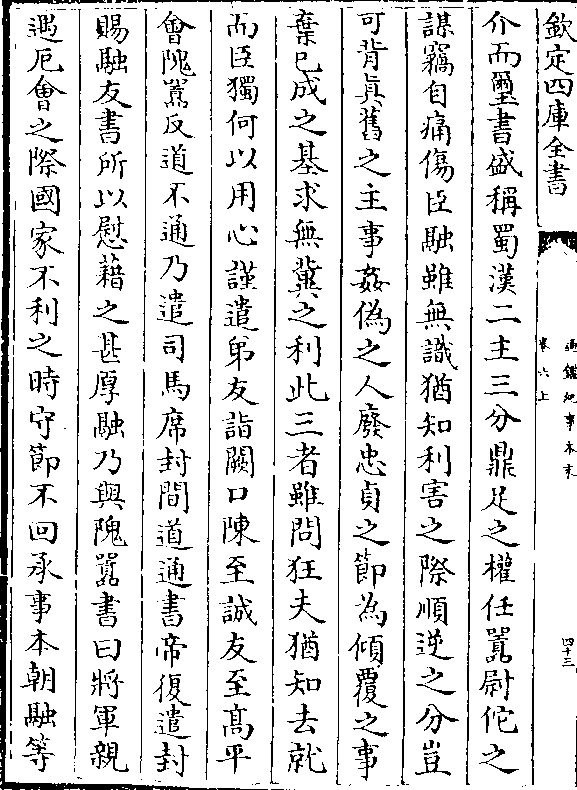 欽定四庫全書
通鑑紀事本末
卷六上
四十三
介而璽書盛稱蜀漢二主三分鼎足之權任囂尉佗之
謀竊自痛傷臣融雖無識猶知利害之際順逆之分豈
可背真舊之主事姦偽之人廢忠貞之節為傾覆之事
棄已成之基求無冀之利此三者雖問狂夫猶知去就
而臣獨何以用心謹遣弟友詣闕口陳至誠友至髙平
會隗囂反道不通乃遣司馬席封間道通書帝復遣封
賜融友書所以慰藉之甚厚融乃與隗囂書曰將軍親
遇厄會之際國家不利之時守節不回承事本朝融等